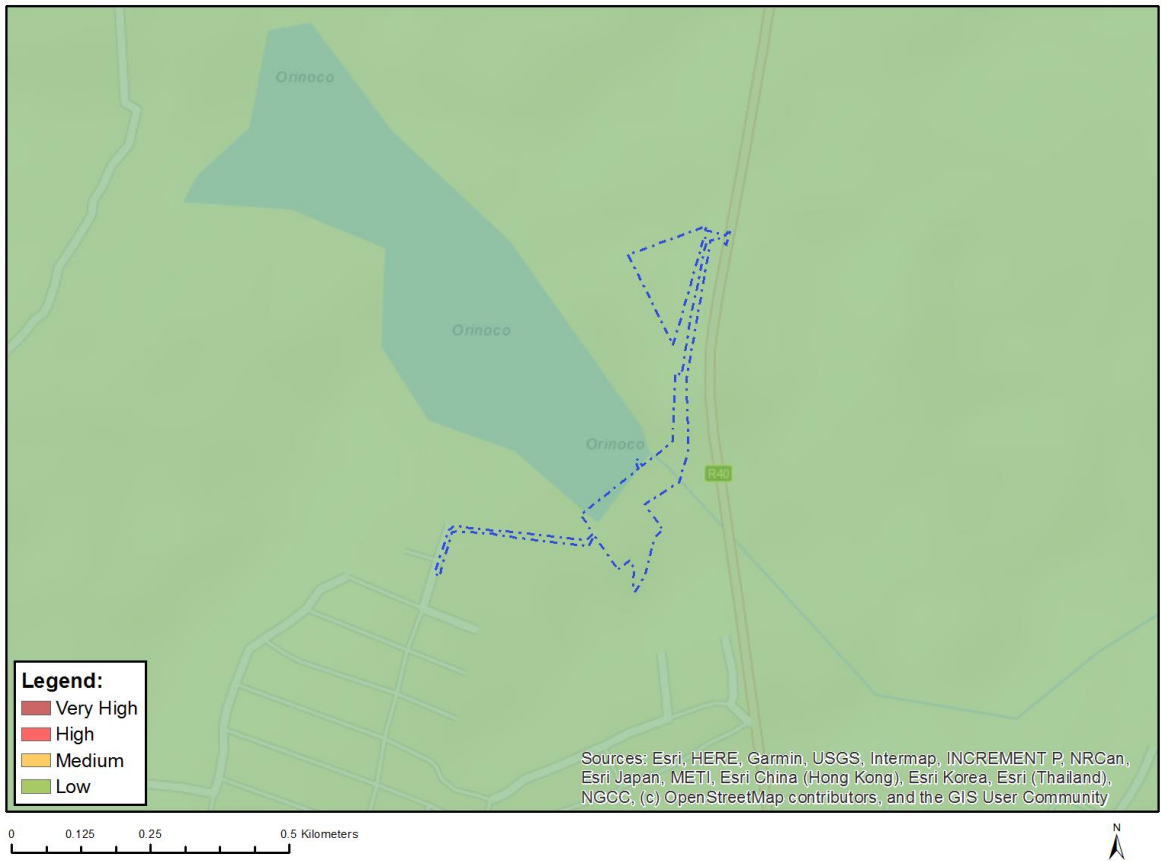 Orinoco
Orinoco
Orinoco
R40
Legend:
Very High
High
Medium
Low
Sources: Esri, HERE, Garmin, USGS, Intermap, INCREMENT P, NRCan,
Esri Japan, METI, Esri China (Hong Kong), Esri Korea, Esri (Thailand),
NGCC, (c) OpenStreetMap contributors, and the GIS User Community
0 0.125 0.25 0.5 Kilometers
N